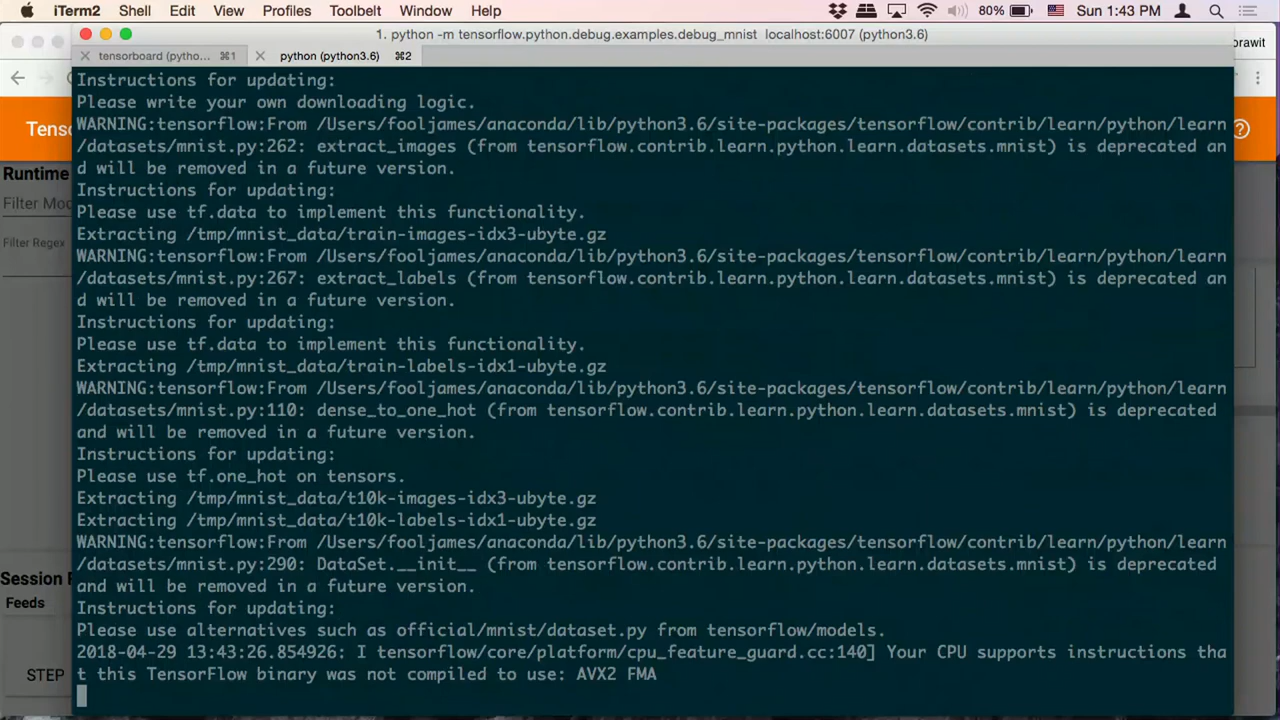 iTerm2 Shell Edit View Profiles Toolbelt Window Help 80% Sun 1:43 PM
1. python -m tensorflow.python.debug.examples.debug_mnist localhost:6007 (python3.6)
tensorboard (pytho... ⌘1 python (python3.6) ⌘2
Instructions for updating:
Please write your own downloading logic.
WARNING:tensorflow:From /Users/fooljames/anaconda/lib/python3.6/site-packages/tensorflow/contrib/learn/python/learn
/datasets/mnist.py:262: extract_images (from tensorflow.contrib.learn.python.learn.datasets.mnist) is deprecated an
d will be removed in a future version.
Instructions for updating:
Please use tf.data to implement this functionality.
Extracting /tmp/mnist_data/train-images-idx3-ubyte.gz
WARNING:tensorflow:From /Users/fooljames/anaconda/lib/python3.6/site-packages/tensorflow/contrib/learn/python/learn
/datasets/mnist.py:267: extract_labels (from tensorflow.contrib.learn.python.learn.datasets.mnist) is deprecated an
d will be removed in a future version.
Instructions for updating:
Please use tf.data to implement this functionality.
Extracting /tmp/mnist_data/train-labels-idx1-ubyte.gz
WARNING:tensorflow:From /Users/fooljames/anaconda/lib/python3.6/site-packages/tensorflow/contrib/learn/python/learn
/datasets/mnist.py:110: dense_to_one_hot (from tensorflow.contrib.learn.python.learn.datasets.mnist) is deprecated
and will be removed in a future version.
Instructions for updating:
Please use tf.one_hot on tensors.
Extracting /tmp/mnist_data/t10k-images-idx3-ubyte.gz
Extracting /tmp/mnist_data/t10k-labels-idx1-ubyte.gz
WARNING:tensorflow:From /Users/fooljames/anaconda/lib/python3.6/site-packages/tensorflow/contrib/learn/python/learn
/datasets/mnist.py:290: DataSet.__init__ (from tensorflow.contrib.learn.python.learn.datasets.mnist) is deprecated
and will be removed in a future version.
Instructions for updating:
Please use alternatives such as official/mnist/dataset.py from tensorflow/models.
2018-04-29 13:43:26.854926: I tensorflow/core/platform/cpu_feature_guard.cc:140] Your CPU supports instructions tha
t this TensorFlow binary was not compiled to use: AVX2 FMA
rawit
Tens
Runtime
Filter Mod
Filter Regex
Session
Feeds
STEP